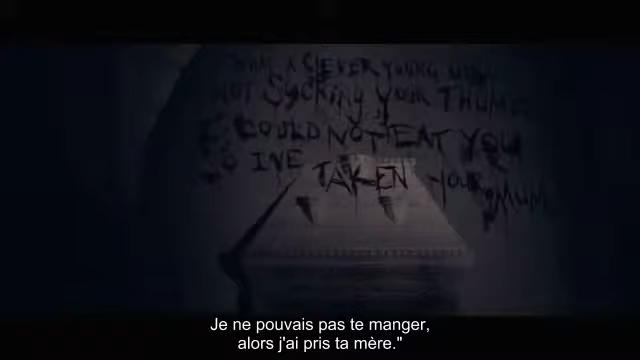 A CLEVER YOUNG
NOT SUCKING YOUR THUMB
I COULD NOT EAT YOU
SO IVE TAKEN YOUR MUM
Je ne pouvais pas te manger,
alors j'ai pris ta mère."